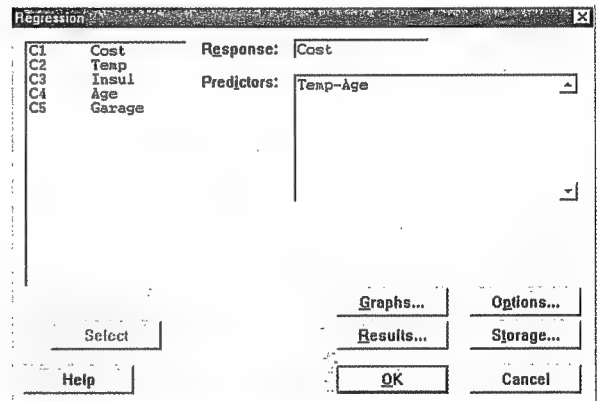 Regression
C1 Cost
C2 Temp
C3 Insul
C4 Age
C5 Garage
Response: Cost
Predictors: Temp-Age
Graphs... Options...
Select Results... Storage...
Help OK Cancel